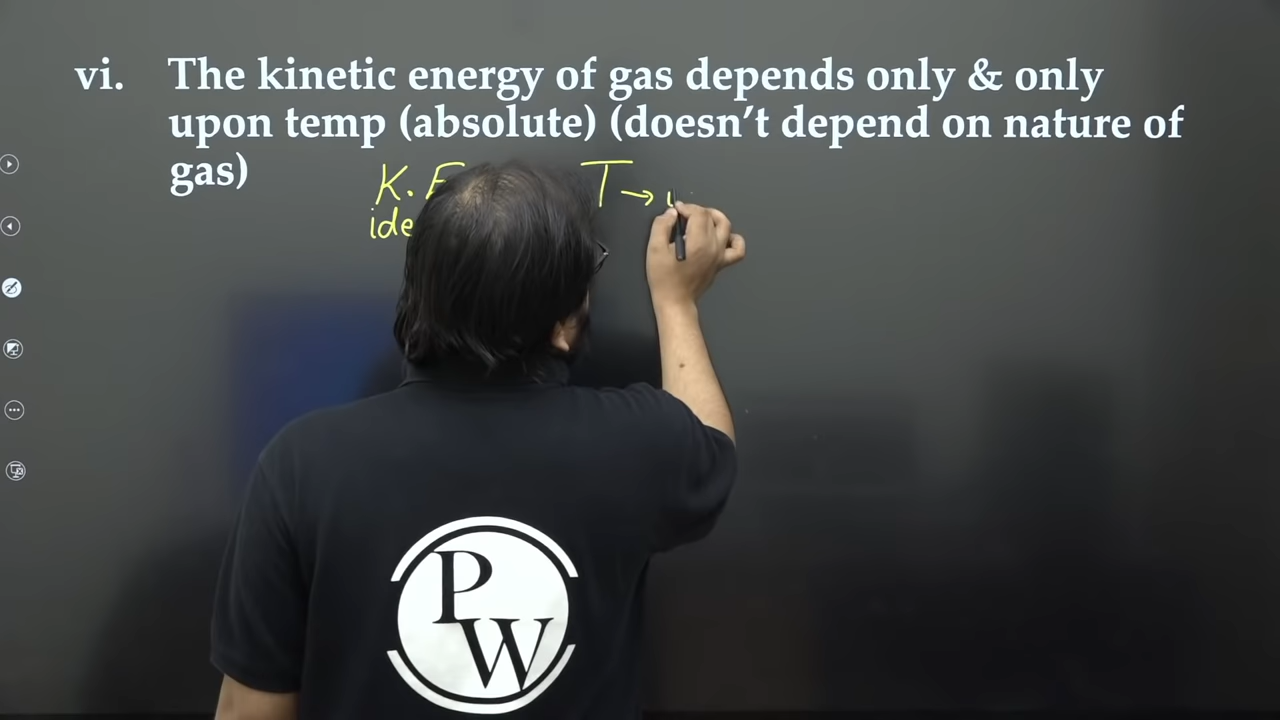 vi. The kinetic energy of gas depends only & only
upon temp (absolute) (doesn't depend on nature of
gas)
K. E T →
ide
PW